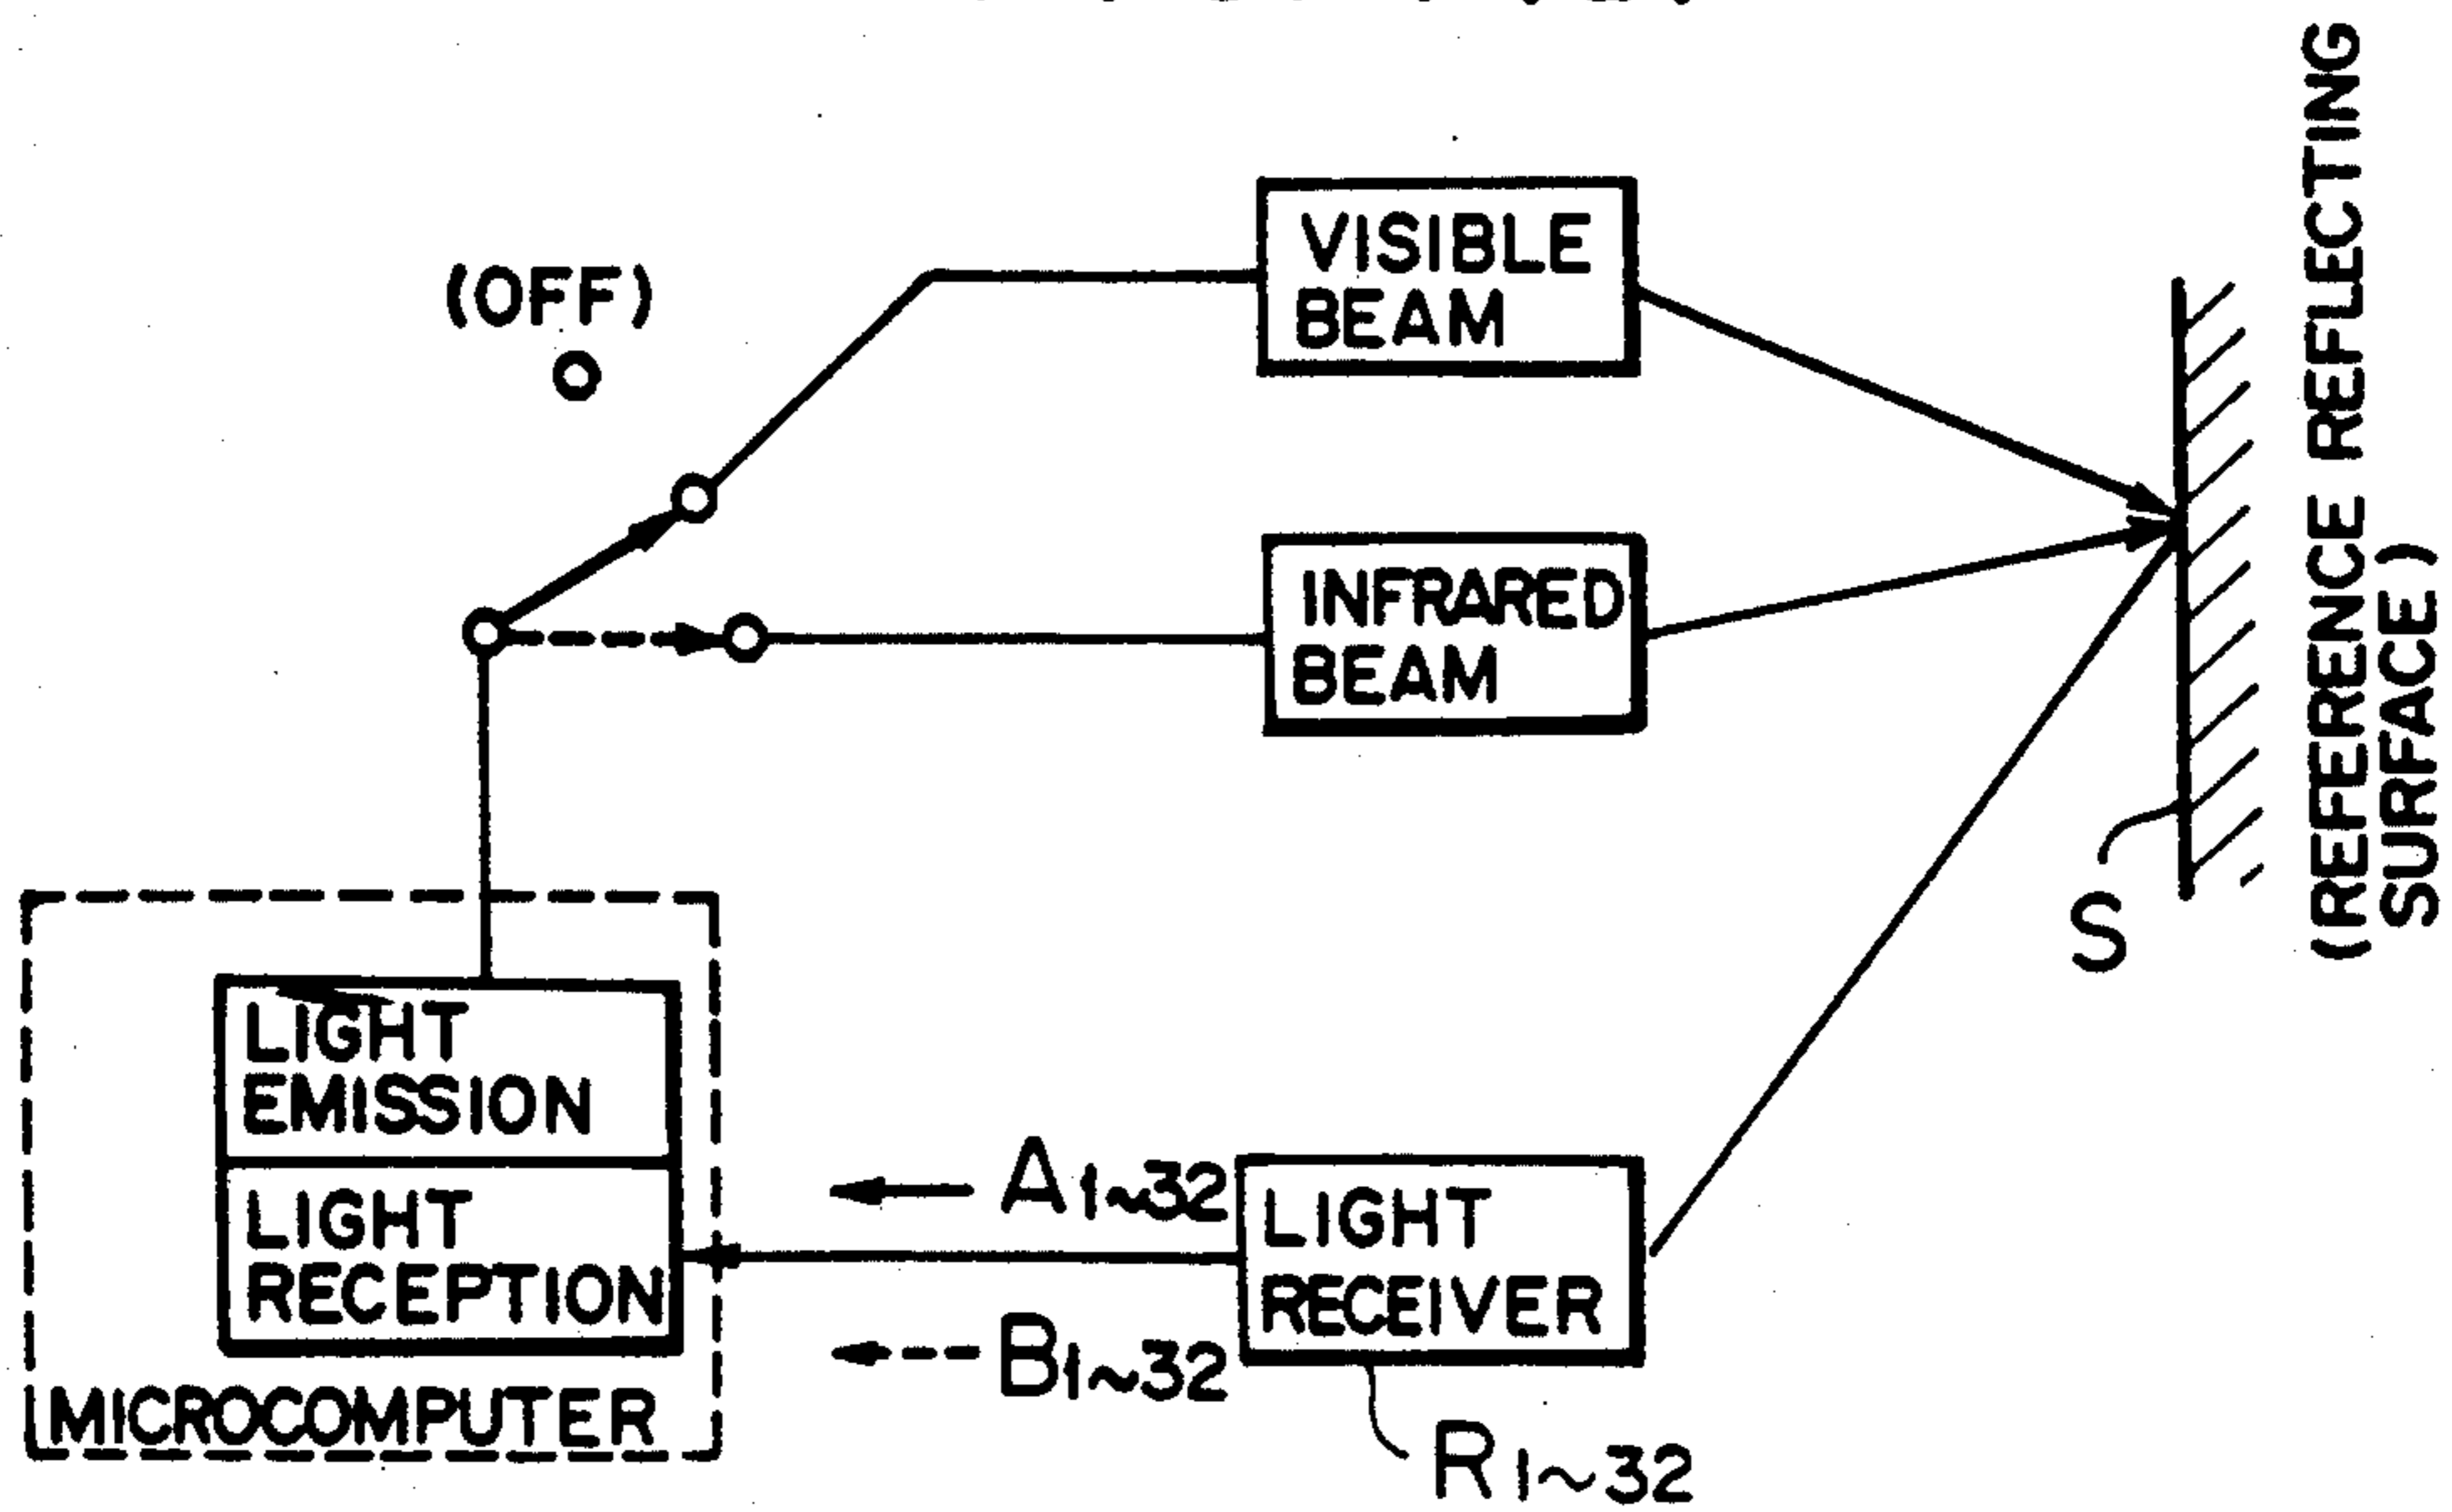 (OFF)
VISIBLE
BEAM
INFRARED
BEAM
(REFERENCE REFLECTING
SURFACE)
S
LIGHT
EMISSION
LIGHT
RECEPTION
MICROCOMPUTER
A1~32
B1~32
LIGHT
RECEIVER
R1~32